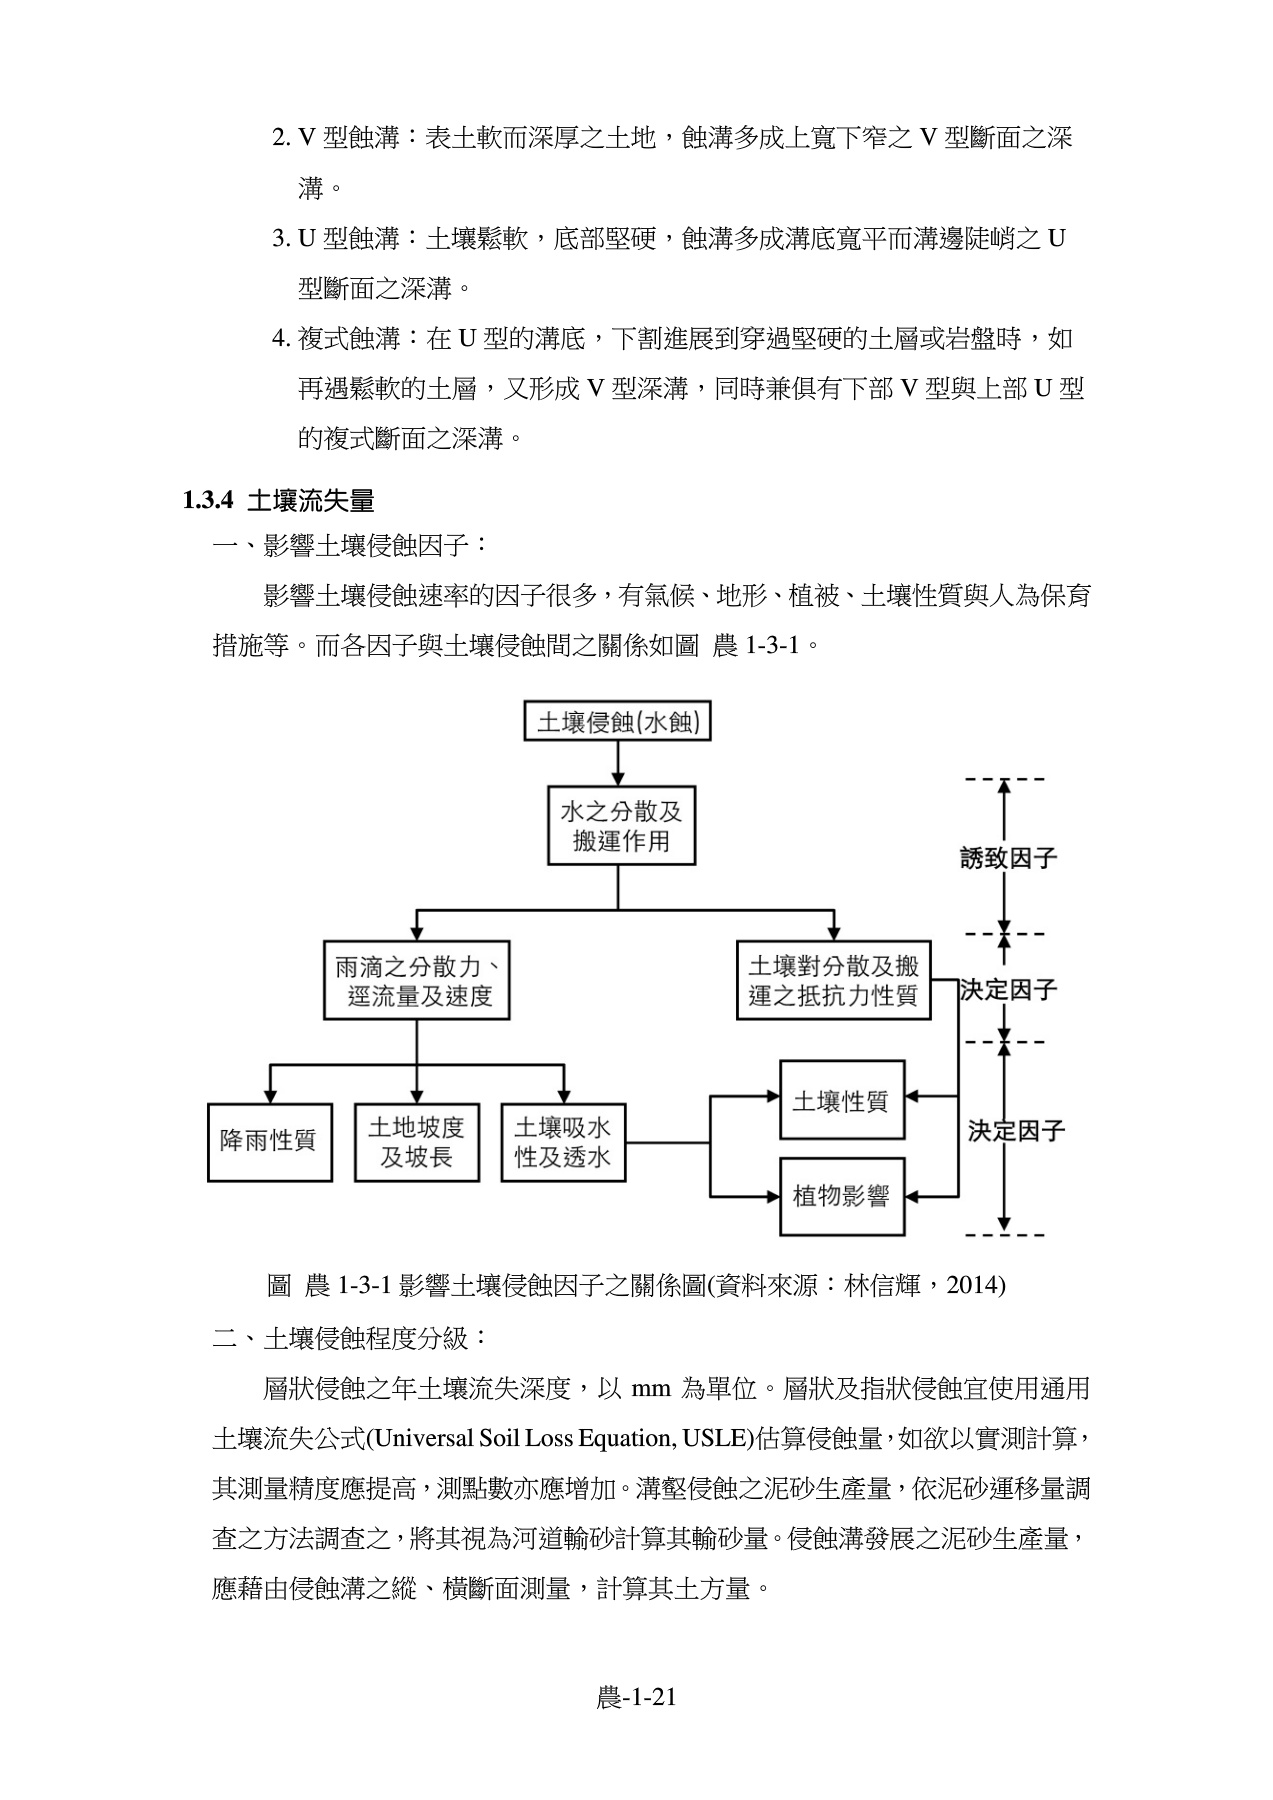 2. V 型蝕溝：表土軟而深厚之土地，蝕溝多成上寬下窄之 V 型斷面之深
溝。
3. U 型蝕溝：土壤鬆軟，底部堅硬，蝕溝多成溝底寬平而溝邊陡峭之 U
型斷面之深溝。
4. 複式蝕溝：在 U 型的溝底，下割進展到穿過堅硬的土層或岩盤時，如
再遇鬆軟的土層，又形成 V 型深溝，同時兼俱有下部 V 型與上部 U 型
的複式斷面之深溝。
1.3.4 土壤流失量
一、影響土壤侵蝕因子：
影響土壤侵蝕速率的因子很多，有氣候、地形、植被、土壤性質與人為保育
措施等。而各因子與土壤侵蝕間之關係如圖 農 1-3-1。
土壤侵蝕(水蝕)
水之分散及
搬運作用
誘致因子
雨滴之分散力、
逕流量及速度
土壤對分散及搬
運之抵抗力性質
決定因子
降雨性質
土地坡度
及坡長
土壤吸水
性及透水
土壤性質
植物影響
決定因子
圖 農 1-3-1 影響土壤侵蝕因子之關係圖(資料來源：林信輝，2014)
二、土壤侵蝕程度分級：
層狀侵蝕之年土壤流失深度，以 mm 為單位。層狀及指狀侵蝕宜使用通用
土壤流失公式(Universal Soil Loss Equation, USLE)估算侵蝕量，如欲以實測計算，
其測量精度應提高，測點數亦應增加。溝壑侵蝕之泥砂生產量，依泥砂運移量調
查之方法調查之，將其視為河道輸砂計算其輸砂量。侵蝕溝發展之泥砂生產量，
應藉由侵蝕溝之縱、橫斷面測量，計算其土方量。
農-1-21